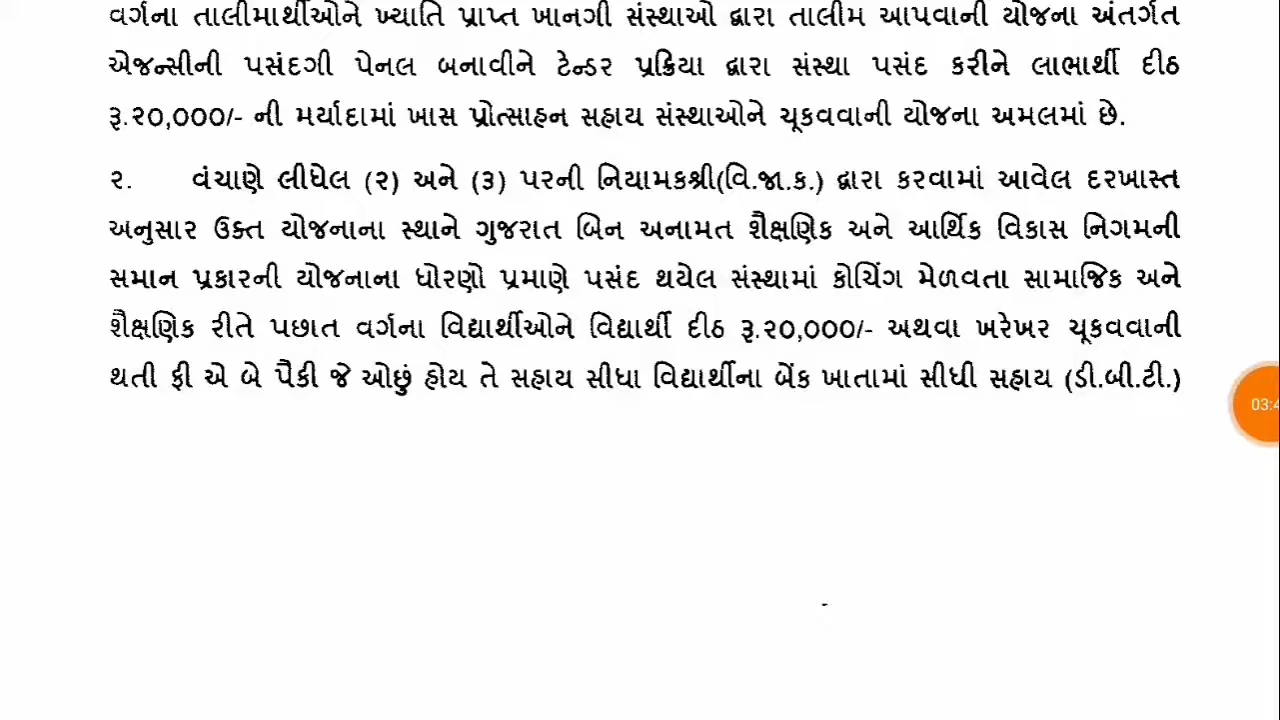 વર્ગના તાલીમાર્થીઓને ખ્યાતિ પ્રાપ્ત ખાનગી સંસ્થાઓ દ્વારા તાલીમ આપવાની યોજના અંતર્ગત
એજન્સીની પસંદગી પેનલ બનાવીને ટેન્ડર પ્રક્રિયા દ્વારા સંસ્થા પસંદ કરીને લાભાર્થી દીઠ
રૂ.૨૦,૦૦૦/- ની મર્યાદામાં ખાસ પ્રોત્સાહન સહાય સંસ્થાઓને ચૂકવવાની યોજના અમલમાં છે.
૨. વંચાણે લીધેલ (૨) અને (૩) પરની નિયામકશ્રી(વિ.જા.ક.) દ્વારા કરવામાં આવેલ દરખાસ્ત
અનુસાર ઉક્ત યોજનાના સ્થાને ગુજરાત બિન અનામત શૈક્ષણિક અને આર્થિક વિકાસ નિગમની
સમાન પ્રકારની યોજનાના ધોરણો પ્રમાણે પસંદ થયેલ સંસ્થામાં કોચિંગ મેળવતા સામાજિક અને
શૈક્ષણિક રીતે પછાત વર્ગના વિદ્યાર્થીઓને વિદ્યાર્થી દીઠ રૂ.૨૦,૦૦૦/- અથવા ખરેખર ચૂકવવાની
થતી ફી એ બે પૈકી જે ઓછું હોય તે સહાય સીધા વિદ્યાર્થીના બેંક ખાતામાં સીધી સહાય (ડી.બી.ટી.)